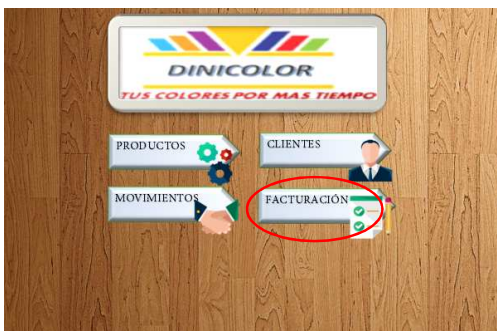 DINICOLOR
TUS COLORES POR MAS TIEMPO
PRODUCTOS
CLIENTES
MOVIMIENTOS
FACTURACIÓN